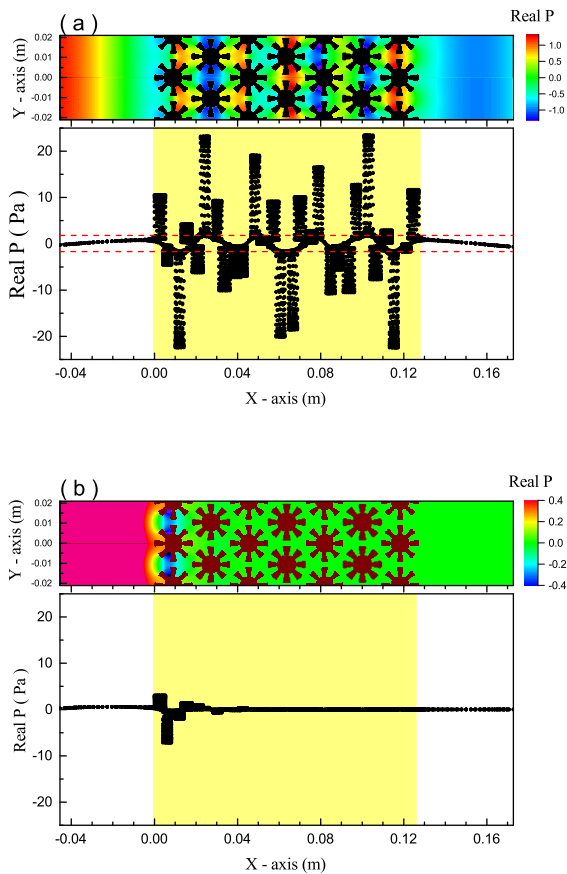 ( a )
Real P
Y - axis (m)
0.02
0.01
0.00
-0.01
-0.02
1.0
0.5
0.0
-0.5
-1.0
Real P ( Pa )
20
10
0
-10
-20
-0.04 0.00 0.04 0.08 0.12 0.16
X - axis (m)
( b )
Real P
Y - axis (m)
0.02
0.01
0.00
-0.01
-0.02
0.4
0.2
0.0
-0.2
-0.4
Real P ( Pa )
20
10
0
-10
-20
-0.04 0.00 0.04 0.08 0.12 0.16
X - axis (m)